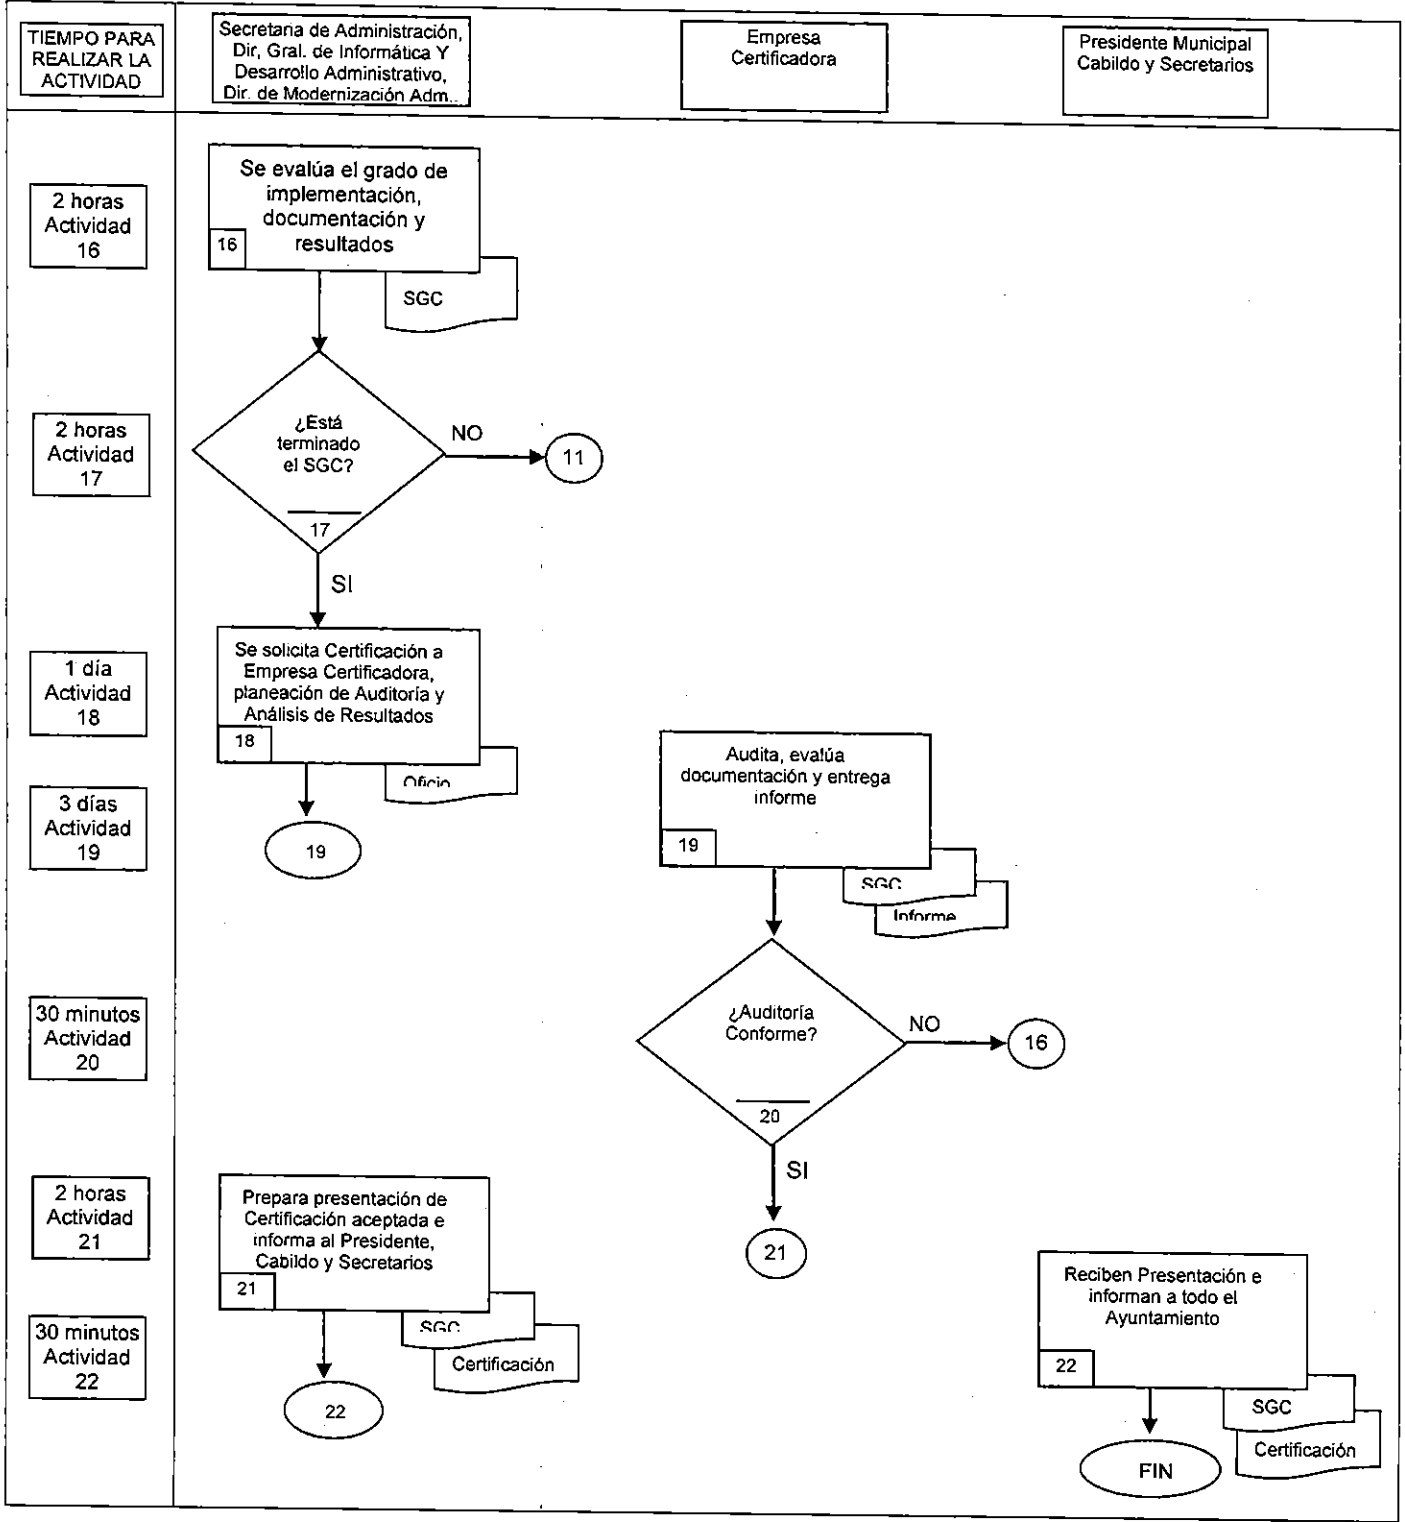 TIEMPO PARA
REALIZAR LA
ACTIVIDAD
Secretaria de Administración,
Dir, Gral. de Informática Y
Desarrollo Administrativo,
Dir. de Modernización Adm..
Empresa
Certificadora
Presidente Municipal
Cabildo y Secretarios
2 horas
Actividad
16
Se evalúa el grado de
implementación,
documentación y
resultados
16
SGC
2 horas
Actividad
17
¿Está
terminado
el SGC?
17
NO
11
SI
1 día
Actividad
18
Se solicita Certificación a
Empresa Certificadora,
planeación de Auditoría y
Análisis de Resultados
18
Oficio
3 días
Actividad
19
19
Audita, evalúa
documentación y entrega
informe
19
SGC
Informe
30 minutos
Actividad
20
¿Auditoría
Conforme?
20
NO
16
SI
21
2 horas
Actividad
21
Prepara presentación de
Certificación aceptada e
informa al Presidente,
Cabildo y Secretarios
21
SGC
Certificación
30 minutos
Actividad
22
22
Reciben Presentación e
informan a todo el
Ayuntamiento
22
SGC
Certificación
FIN